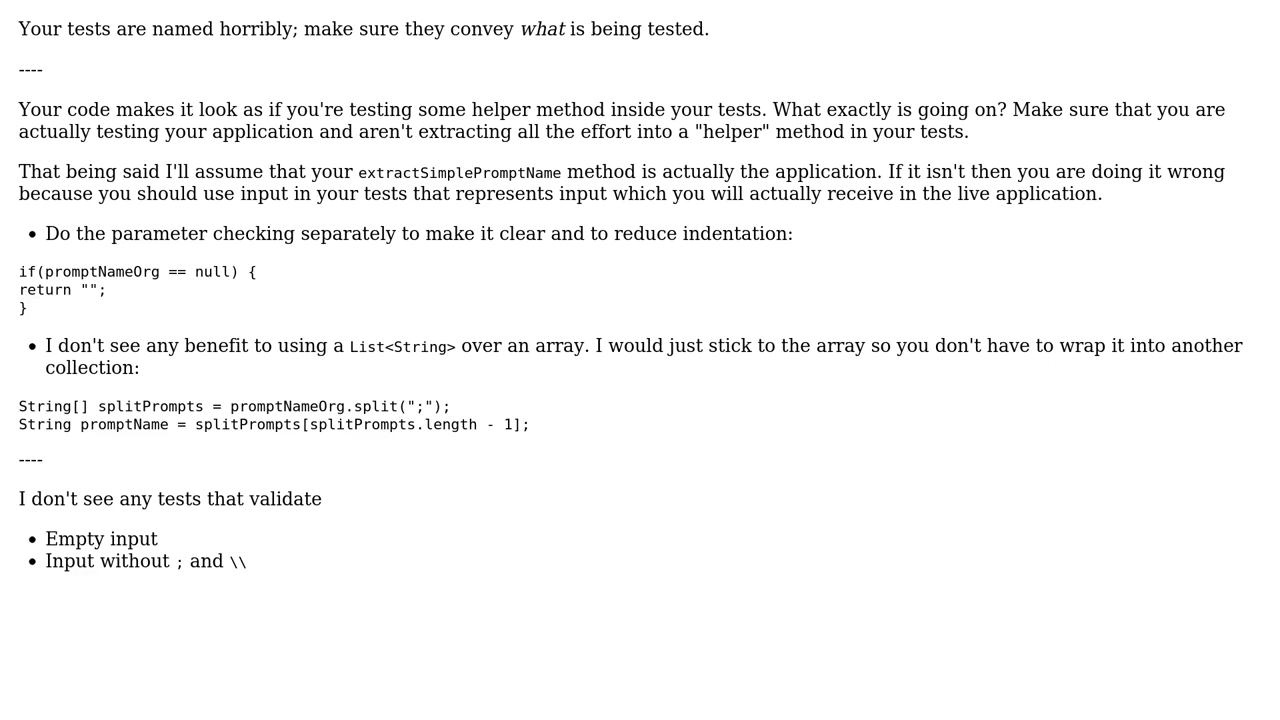 Your tests are named horribly; make sure they convey what is being tested.
----
Your code makes it look as if you're testing some helper method inside your tests. What exactly is going on? Make sure that you are
actually testing your application and aren't extracting all the effort into a "helper" method in your tests.
That being said I'll assume that your extractSimplePromptName method is actually the application. If it isn't then you are doing it wrong
because you should use input in your tests that represents input which you will actually receive in the live application.
• Do the parameter checking separately to make it clear and to reduce indentation:
if(promptNameOrg == null) {
return "";
}
• I don't see any benefit to using a List<String> over an array. I would just stick to the array so you don't have to wrap it into another
collection:
String[] splitPrompts = promptNameOrg.split(";");
String promptName = splitPrompts[splitPrompts.length - 1];
----
I don't see any tests that validate
• Empty input
• Input without ; and \\